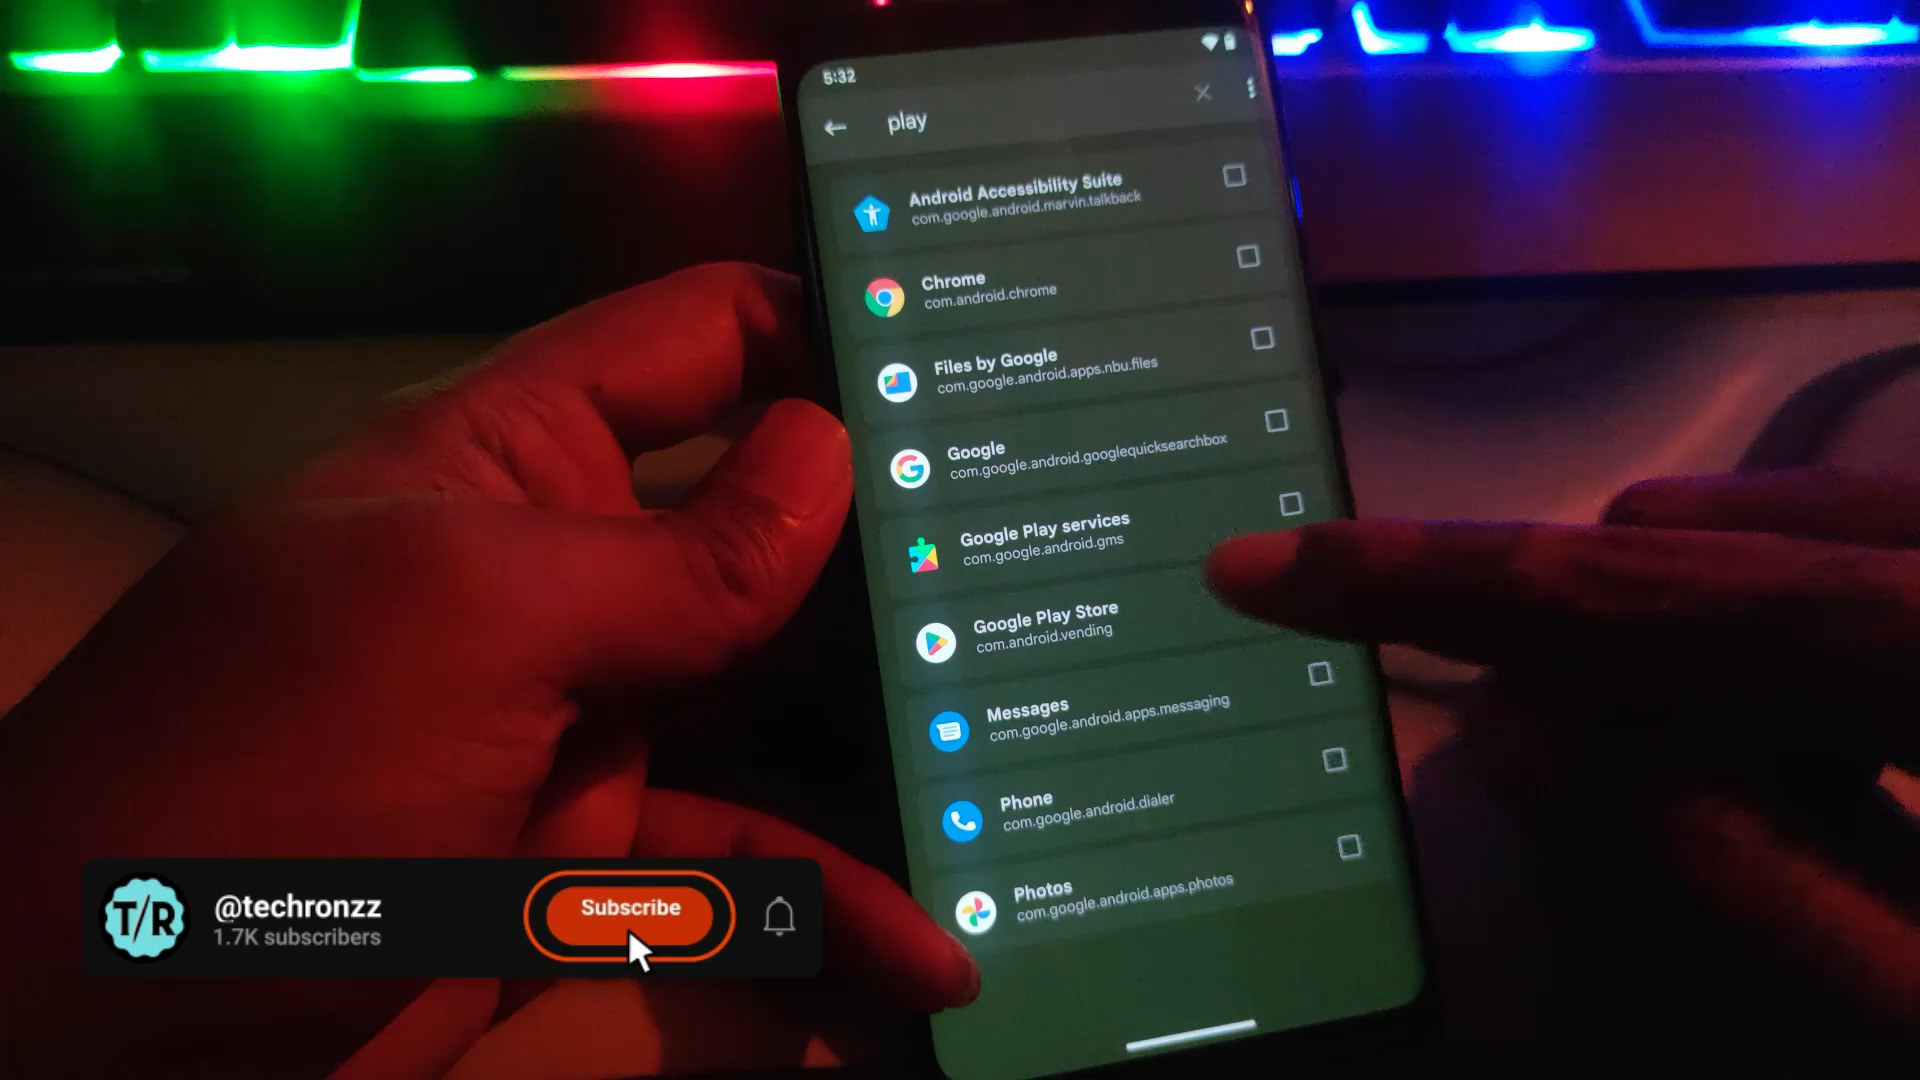 5:32
play
Android Accessibility Suite
com.google.android.marvin.talkback
Chrome
com.android.chrome
Files by Google
com.google.android.apps.nbu.files
Google
com.google.android.googlequicksearchbox
Google Play services
com.google.android.gms
Google Play Store
com.android.vending
Messages
com.google.android.apps.messaging
Phone
com.google.android.dialer
Photos
com.google.android.apps.photos
T/R
@techronzz
1.7K subscribers
Subscribe